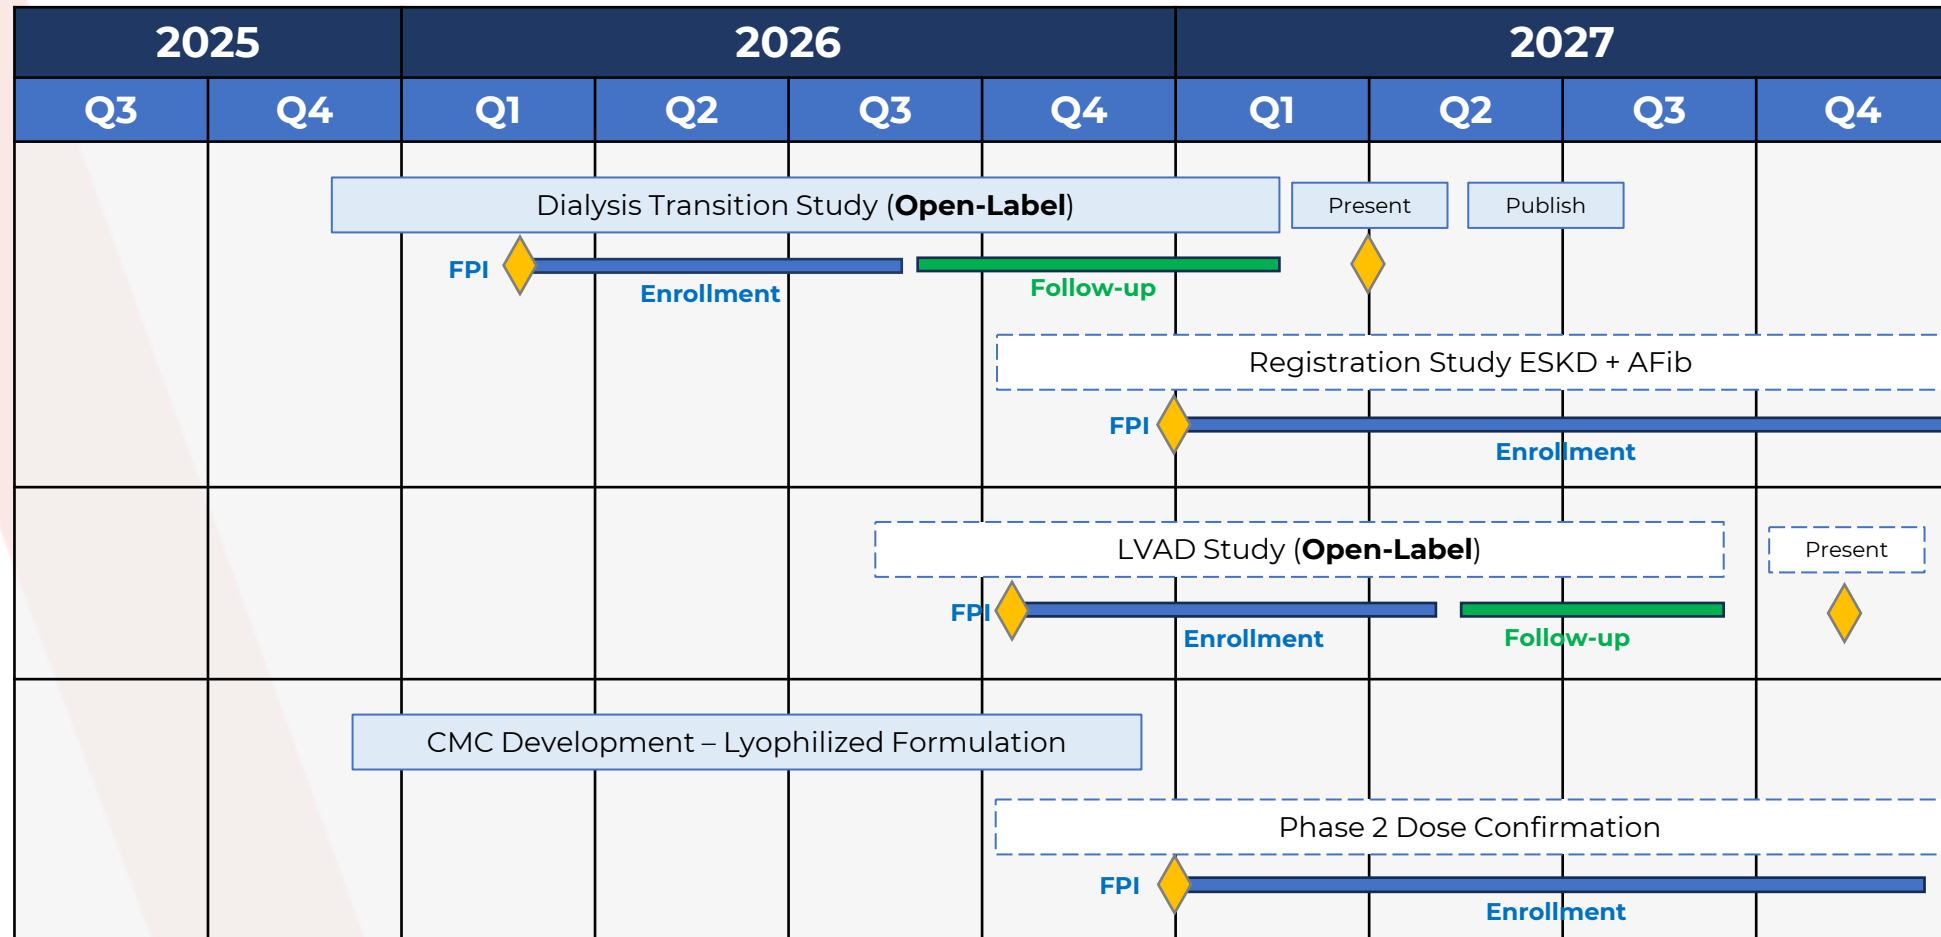 2025 2026 2027
Q3 Q4 Q1 Q2 Q3 Q4 Q1 Q2 Q3 Q4
Dialysis Transition Study (Open-Label) Present Publish
FPI
Enrollment Follow-up
Registration Study ESKD + AFib
FPI
Enrollment
LVAD Study (Open-Label) Present
FPI
Enrollment Follow-up
CMC Development – Lyophilized Formulation
Phase 2 Dose Confirmation
FPI
Enrollment